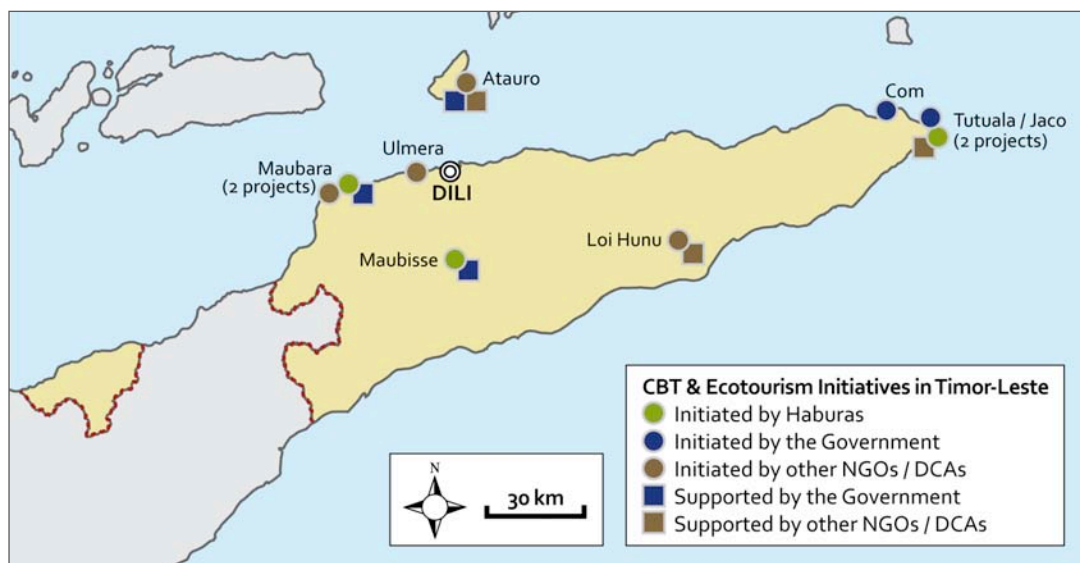 Atauro
Com
Tutuala / Jaco
(2 projects)
Ulmera
Maubara
(2 projects)
DILI
Loi Hunu
Maubisse
CBT & Ecotourism Initiatives in Timor-Leste
Initiated by Haburas
Initiated by the Government
Initiated by other NGOs / DCAs
Supported by the Government
Supported by other NGOs / DCAs
N
30 km